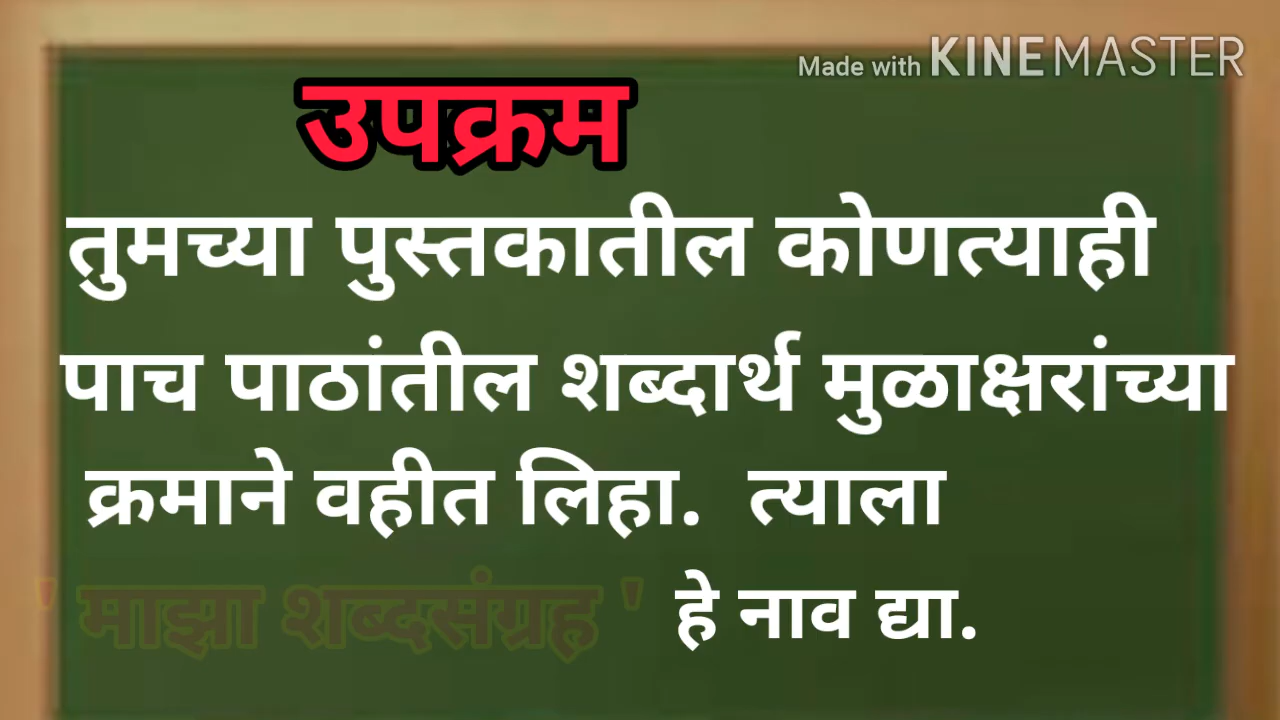 Made with KINEMASTER
उपक्रम
तुमच्या पुस्तकातील कोणत्याही
पाच पाठांतील शब्दार्थ मुळाक्षरांच्या
क्रमाने वहीत लिहा. त्याला
' माझा शब्दसंग्रह ' हे नाव द्या.